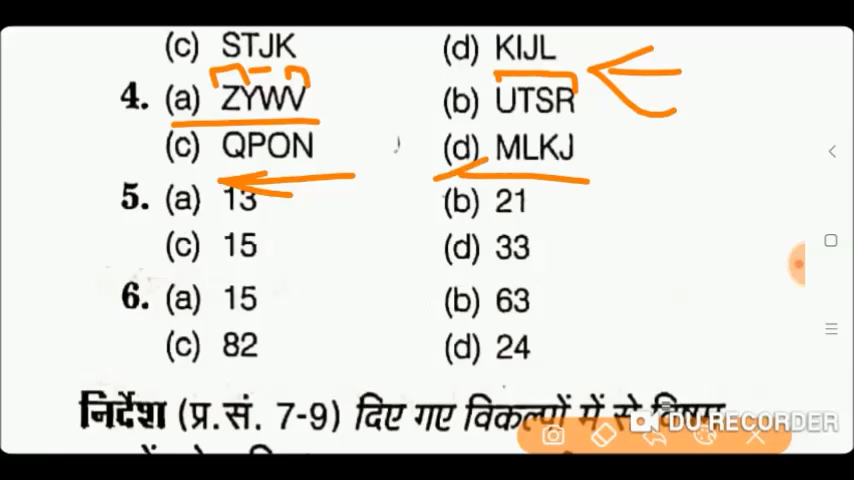 (c) STJK (d) KIJL
4. (a) ZYWV (b) UTSR
(c) QPON (d) MLKJ
5. (a) 13 (b) 21
(c) 15 (d) 33
6. (a) 15 (b) 63
(c) 82 (d) 24
निर्देश (प्र.सं. 7-9) दिए गए विकल्पों में से विषम
DU RECORDER